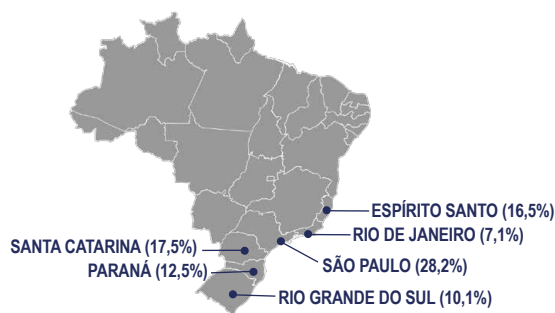 ESPÍRITO SANTO (16,5%)
RIO DE JANEIRO (7,1%)
SANTA CATARINA (17,5%)
SÃO PAULO (28,2%)
PARANÁ (12,5%)
RIO GRANDE DO SUL (10,1%)